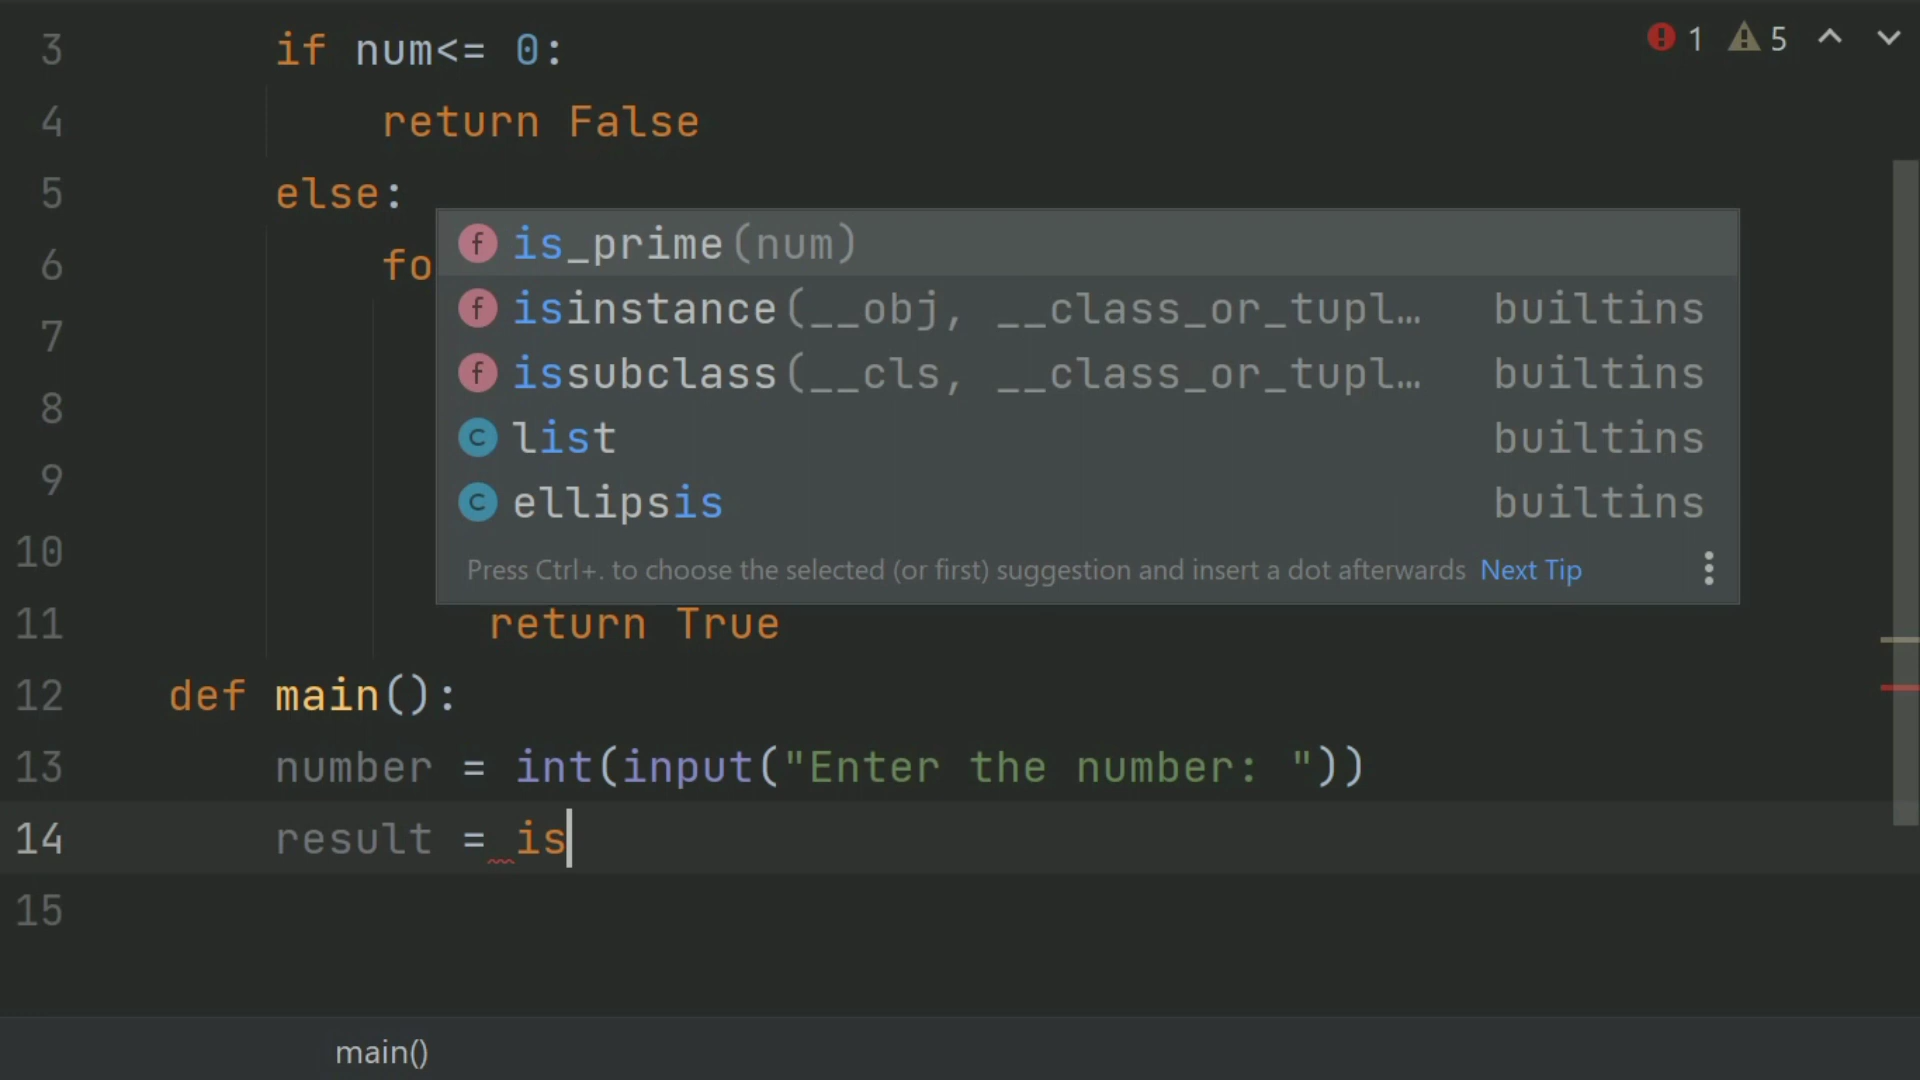 3 if num<= 0:
1 5
4 return False
5 else:
6 fo
7
8
9
10
f is_prime(num)
f isinstance(__obj, __class_or_tupl… builtins
f issubclass(__cls, __class_or_tupl… builtins
c list builtins
c ellipsis builtins
Press Ctrl+. to choose the selected (or first) suggestion and insert a dot afterwards Next Tip
11 return True
12 def main():
13 number = int(input("Enter the number: "))
14 result = is
15
main()